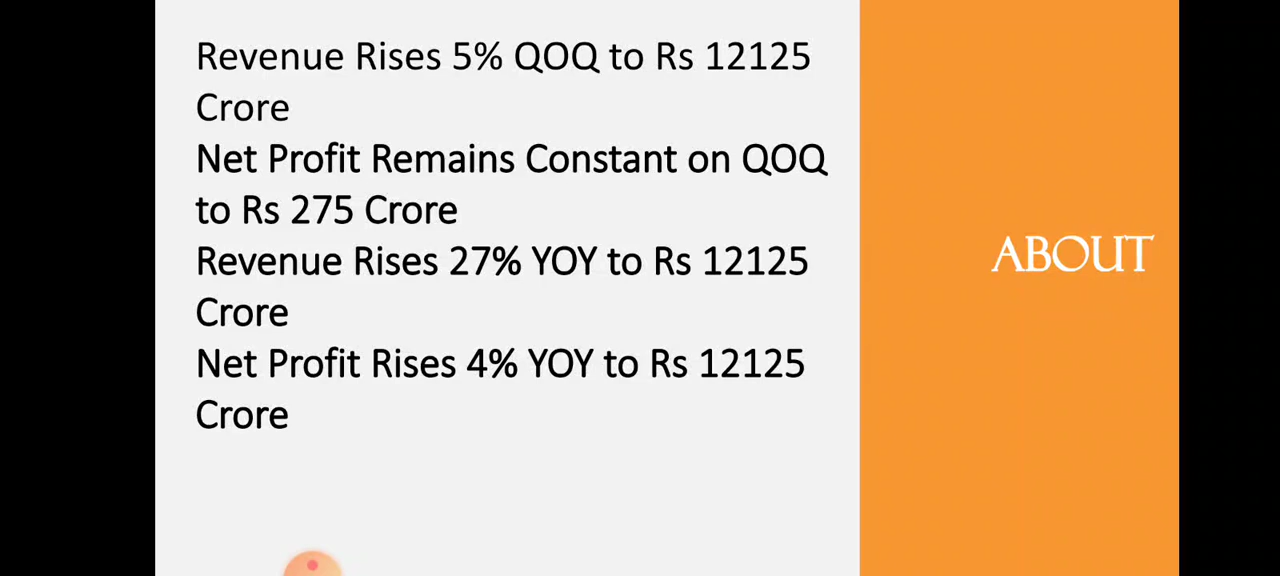 Revenue Rises 5% QOQ to Rs 12125
Crore
Net Profit Remains Constant on QOQ
to Rs 275 Crore
Revenue Rises 27% YOY to Rs 12125
Crore
Net Profit Rises 4% YOY to Rs 12125
Crore
ABOUT